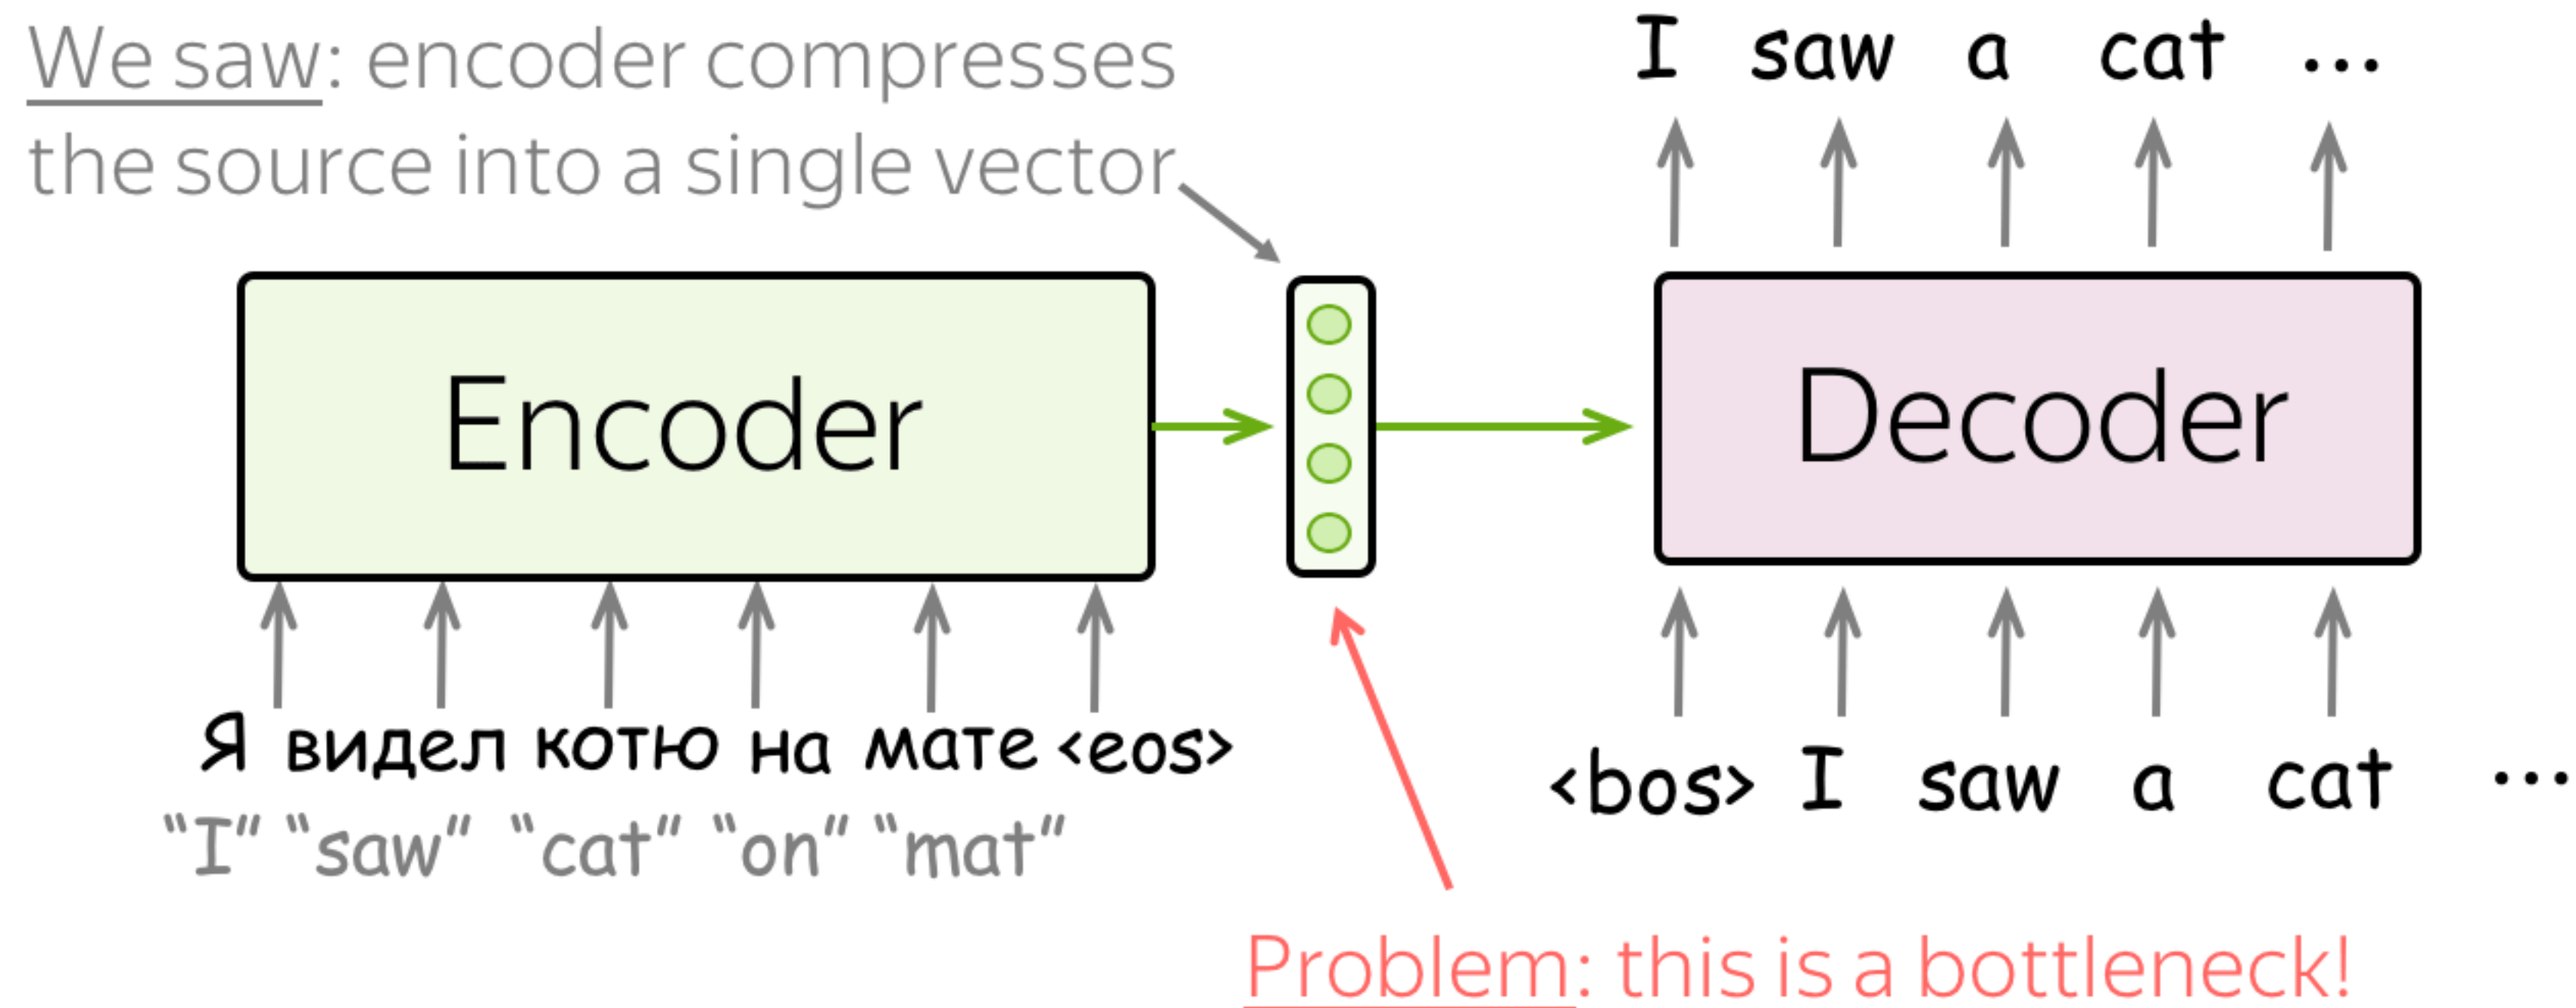 We saw: encoder compresses
the source into a single vector
I saw a cat ...
Encoder
Decoder
Я видел котю на мате <eos>
"I" "saw" "cat" "on" "mat"
<bos> I saw a cat ...
Problem: this is a bottleneck!